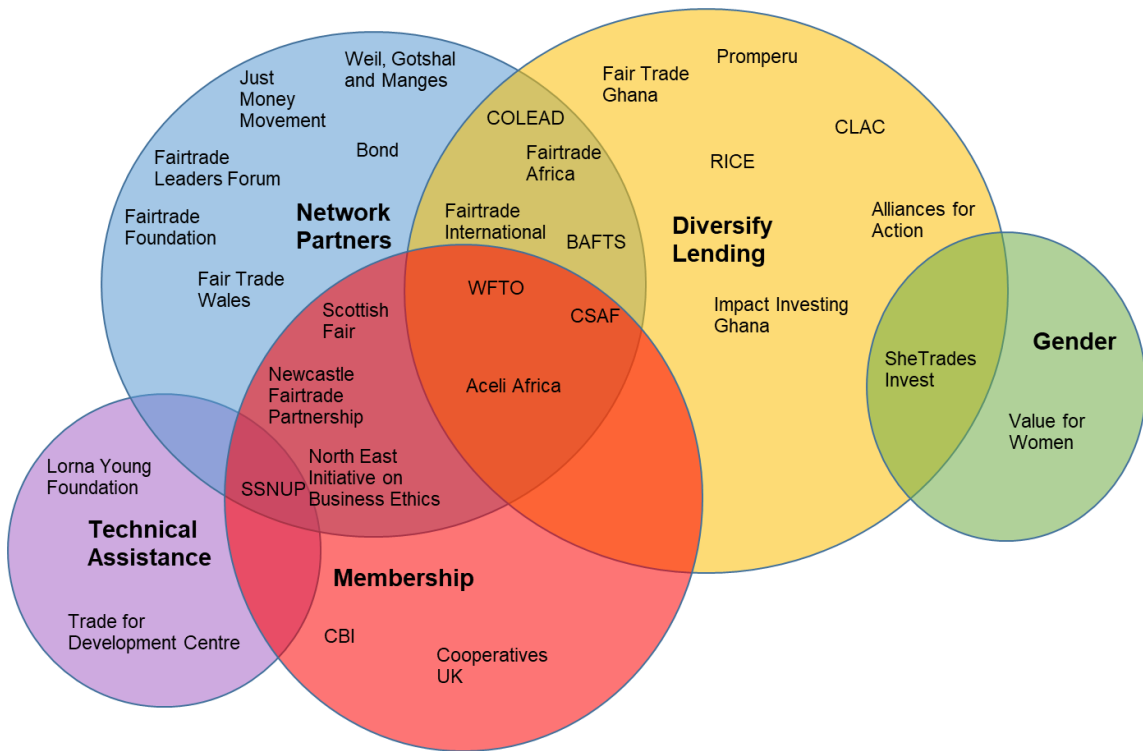 Weil, Gotshal
and Manges
Just
Money
Movement
Bond
Fairtrade
Leaders Forum
Fairtrade
Foundation
Network
Partners
Fair Trade
Wales
COLEAD
Fairtrade
Africa
Fairtrade
International
BAFTS
Promperu
Fair Trade
Ghana
CLAC
RICE
Alliances for
Action
Diversify
Lending
Impact Investing
Ghana
WFTO
CSAF
Aceli Africa
Scottish
Fair
Newcastle
Fairtrade
Partnership
North East
Initiative on
Business Ethics
SSNUP
Gender
SheTrades
Invest
Value for
Women
Lorna Young
Foundation
Technical
Assistance
Trade for
Development Centre
Membership
CBI
Cooperatives
UK